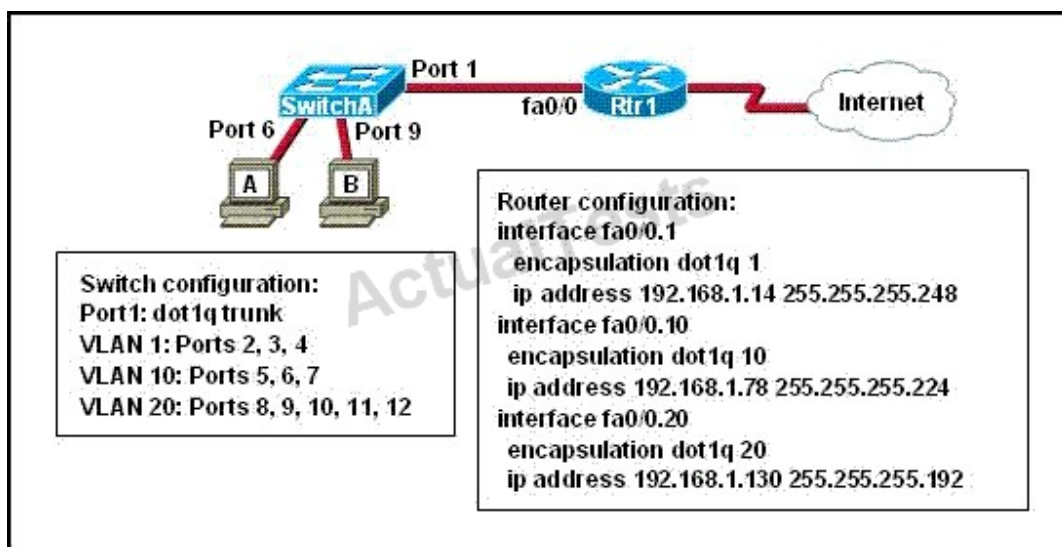 Port 1
SwitchA
fa0/0
Rtr1
Internet
Port 6
Port 9
A
B
Switch configuration:
Port1: dot1q trunk
VLAN 1: Ports 2, 3, 4
VLAN 10: Ports 5, 6, 7
VLAN 20: Ports 8, 9, 10, 11, 12
Router configuration:
interface fa0/0.1
encapsulation dot1q 1
ip address 192.168.1.14 255.255.255.248
interface fa0/0.10
encapsulation dot1q 10
ip address 192.168.1.78 255.255.255.224
interface fa0/0.20
encapsulation dot1q 20
ip address 192.168.1.130 255.255.255.192
ActualTests